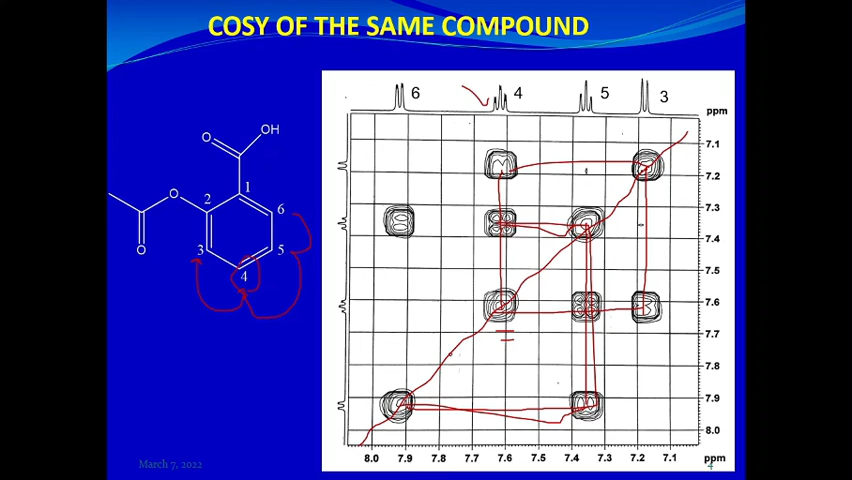 COSY OF THE SAME COMPOUND
6 4 5 3
ppm
OH
O
O
2
1
6
3
5
4
O
7.1
7.2
7.3
7.4
7.5
7.6
7.7
7.8
7.9
8.0
8.0 7.9 7.8 7.7 7.6 7.5 7.4 7.3 7.2 7.1 ppm
March 7, 2022
4